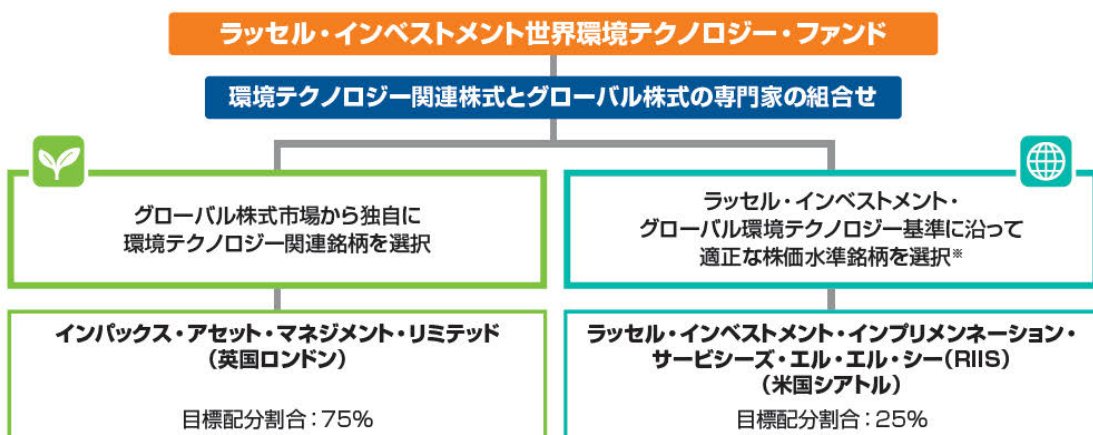 ラッセル・インベストメント世界環境テクノロジー・ファンド
環境テクノロジー関連株式とグローバル株式の専門家の組合せ
グローバル株式市場から独自に
環境テクノロジー関連銘柄を選択
ラッセル・インベストメント・
グローバル環境テクノロジー基準に沿って
適正な株価水準銘柄を選択※
インパックス・アセット・マネジメント・リミテッド
（英国ロンドン）
目標配分割合：75%
ラッセル・インベストメント・インプリメンネーション・
サービシーズ・エル・エル・シー（RIIS）
（米国シアトル）
目標配分割合：25%